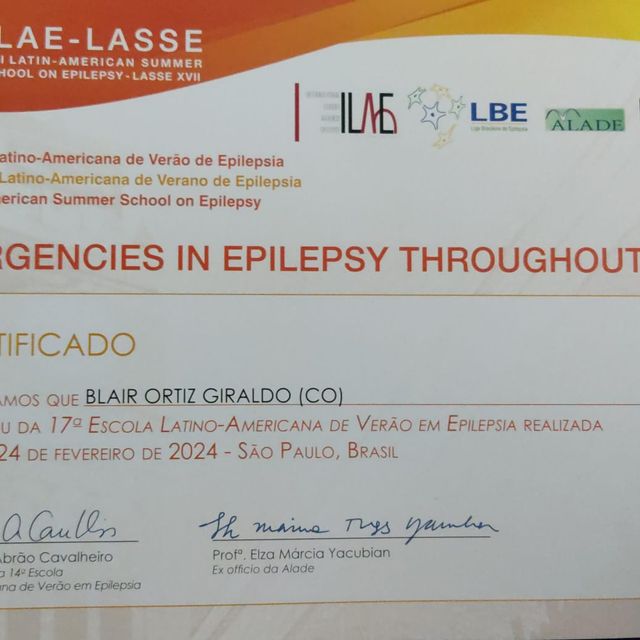 LAE-LASSE
I LATIN-AMERICAN SUMMER
CHOOL ON EPILEPSY - LASSE XVII
ILAE
LBE
Liga Brasileira de Epilepsia
ALADE
atino-Americana de Verão de Epilepsia
Latino-Americana de Verano de Epilepsia
merican Summer School on Epilepsy
RGENCIES IN EPILEPSY THROUGHOUT
TIFICADO
AMOS QUE BLAIR ORTIZ GIRALDO (CO)
U DA 17ª ESCOLA LATINO-AMERICANA DE VERÃO EM EPILEPSIA REALIZADA
24 DE FEVEREIRO DE 2024 - SÃO PAULO, BRASIL
Abrão Cavalheiro
a 14ª Escola
ana de Verão em Epilepsia
Profª. Elza Márcia Yacubian
Ex officio da Alade